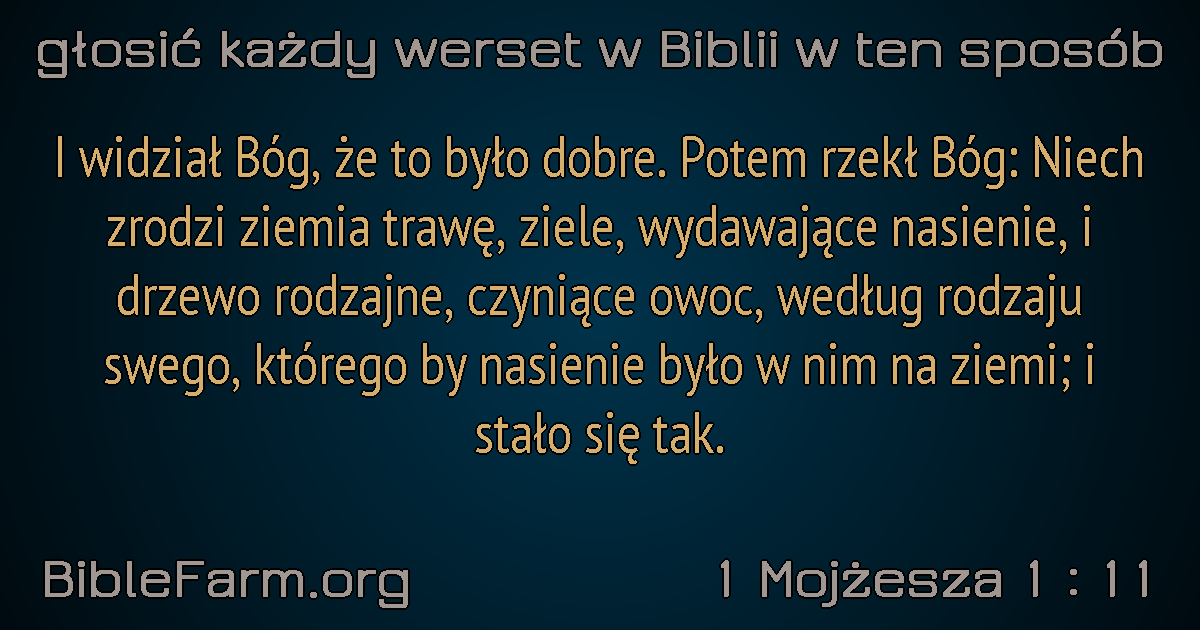 głosić każdy werset w Biblii w ten sposób
I widział Bóg, że to było dobre. Potem rzekł Bóg: Niech
zrodzi ziemia trawę, ziele, wydawające nasienie, i
drzewo rodzajne, czyniące owoc, według rodzaju
swego, którego by nasienie było w nim na ziemi; i
stało się tak.
BibleFarm.org
1 Mojżesza 1 : 11